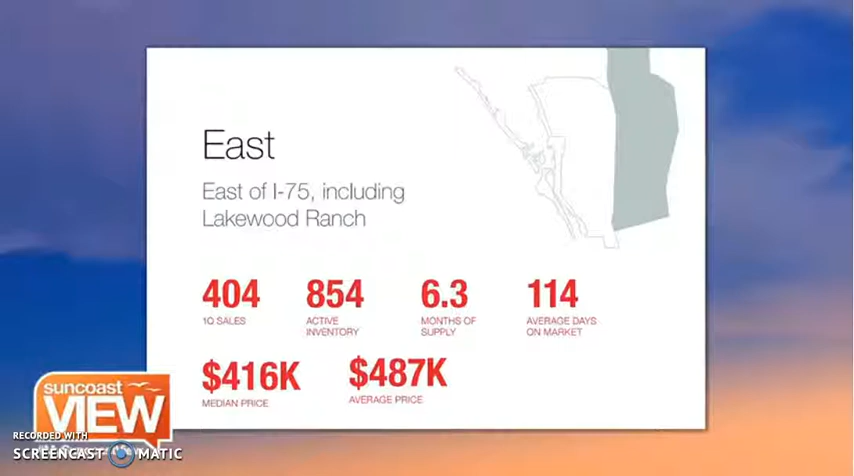 East
East of I-75, including
Lakewood Ranch
404
1Q SALES
854
ACTIVE
INVENTORY
6.3
MONTHS OF
SUPPLY
114
AVERAGE DAYS
ON MARKET
$416K
MEDIAN PRICE
$487K
AVERAGE PRICE
suncoast
VIEW
RECORDED WITH
SCREENCAST MATIC